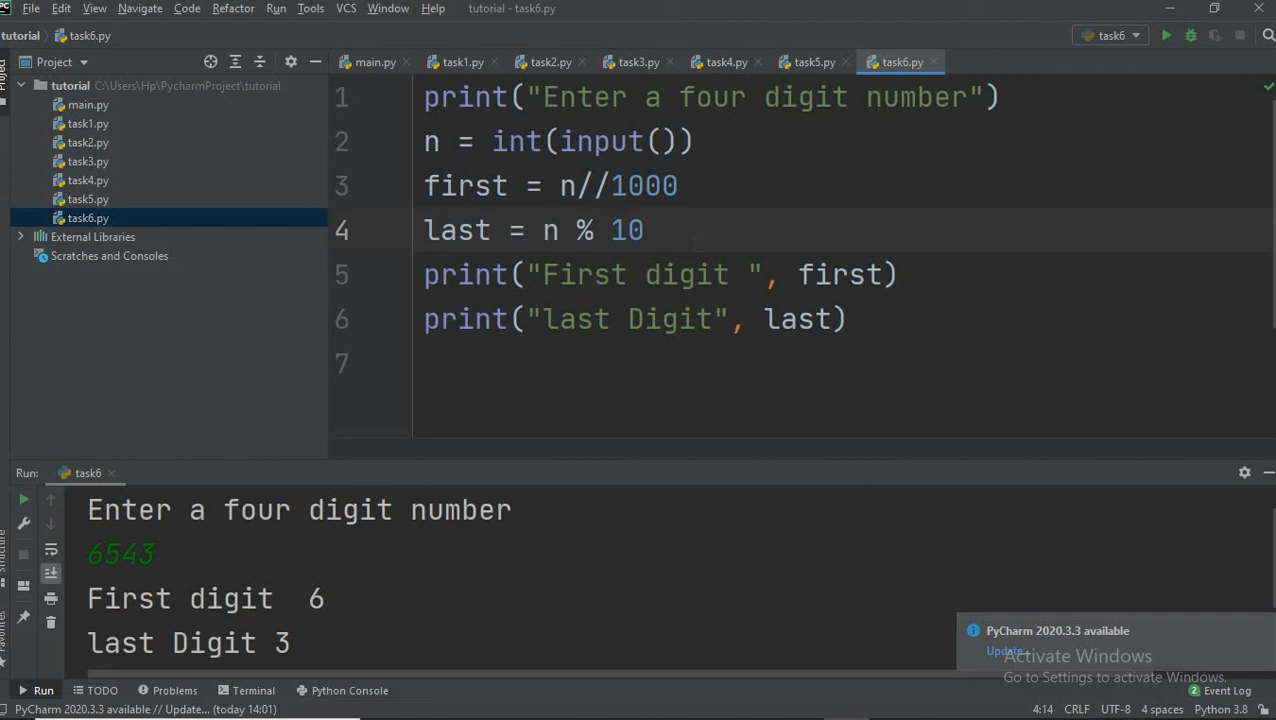 PC File Edit View Navigate Code Refactor Run Tools VCS Window Help tutorial - task6.py
tutorial task6.py task6
Project main.py task1.py task2.py task3.py task4.py task5.py task6.py
tutorial C:\Users\Hp\PycharmProject\tutorial
main.py
task1.py
task2.py
task3.py
task4.py
task5.py
task6.py
External Libraries
Scratches and Consoles
1 print("Enter a four digit number")
2 n = int(input())
3 first = n//1000
4 last = n % 10
5 print("First digit ", first)
6 print("last Digit", last)
7
Project
Structure
Favorites
Run: task6
Enter a four digit number
6543
First digit  6
last Digit 3
PyCharm 2020.3.3 available
Update...
Activate Windows
Go to Settings to activate Windows.
Run TODO Problems Terminal Python Console 2 Event Log
PyCharm 2020.3.3 available // Update... (today 14:01) 4:14 CRLF UTF-8 4 spaces Python 3.8